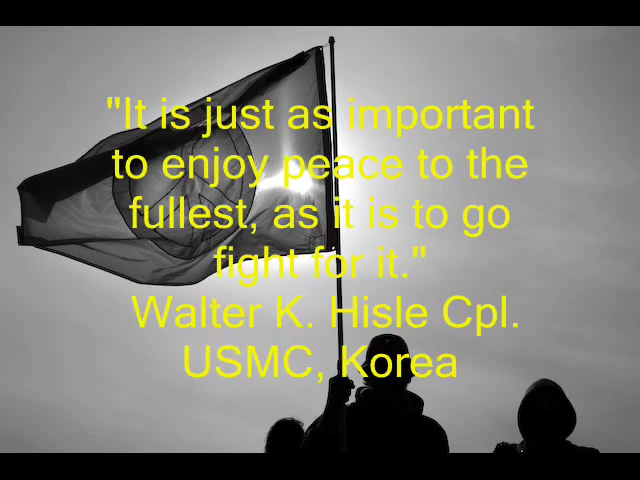 "It is just as important
to enjoy peace to the
fullest, as it is to go
fight for it."
Walter K. Hisle Cpl.
USMC, Korea